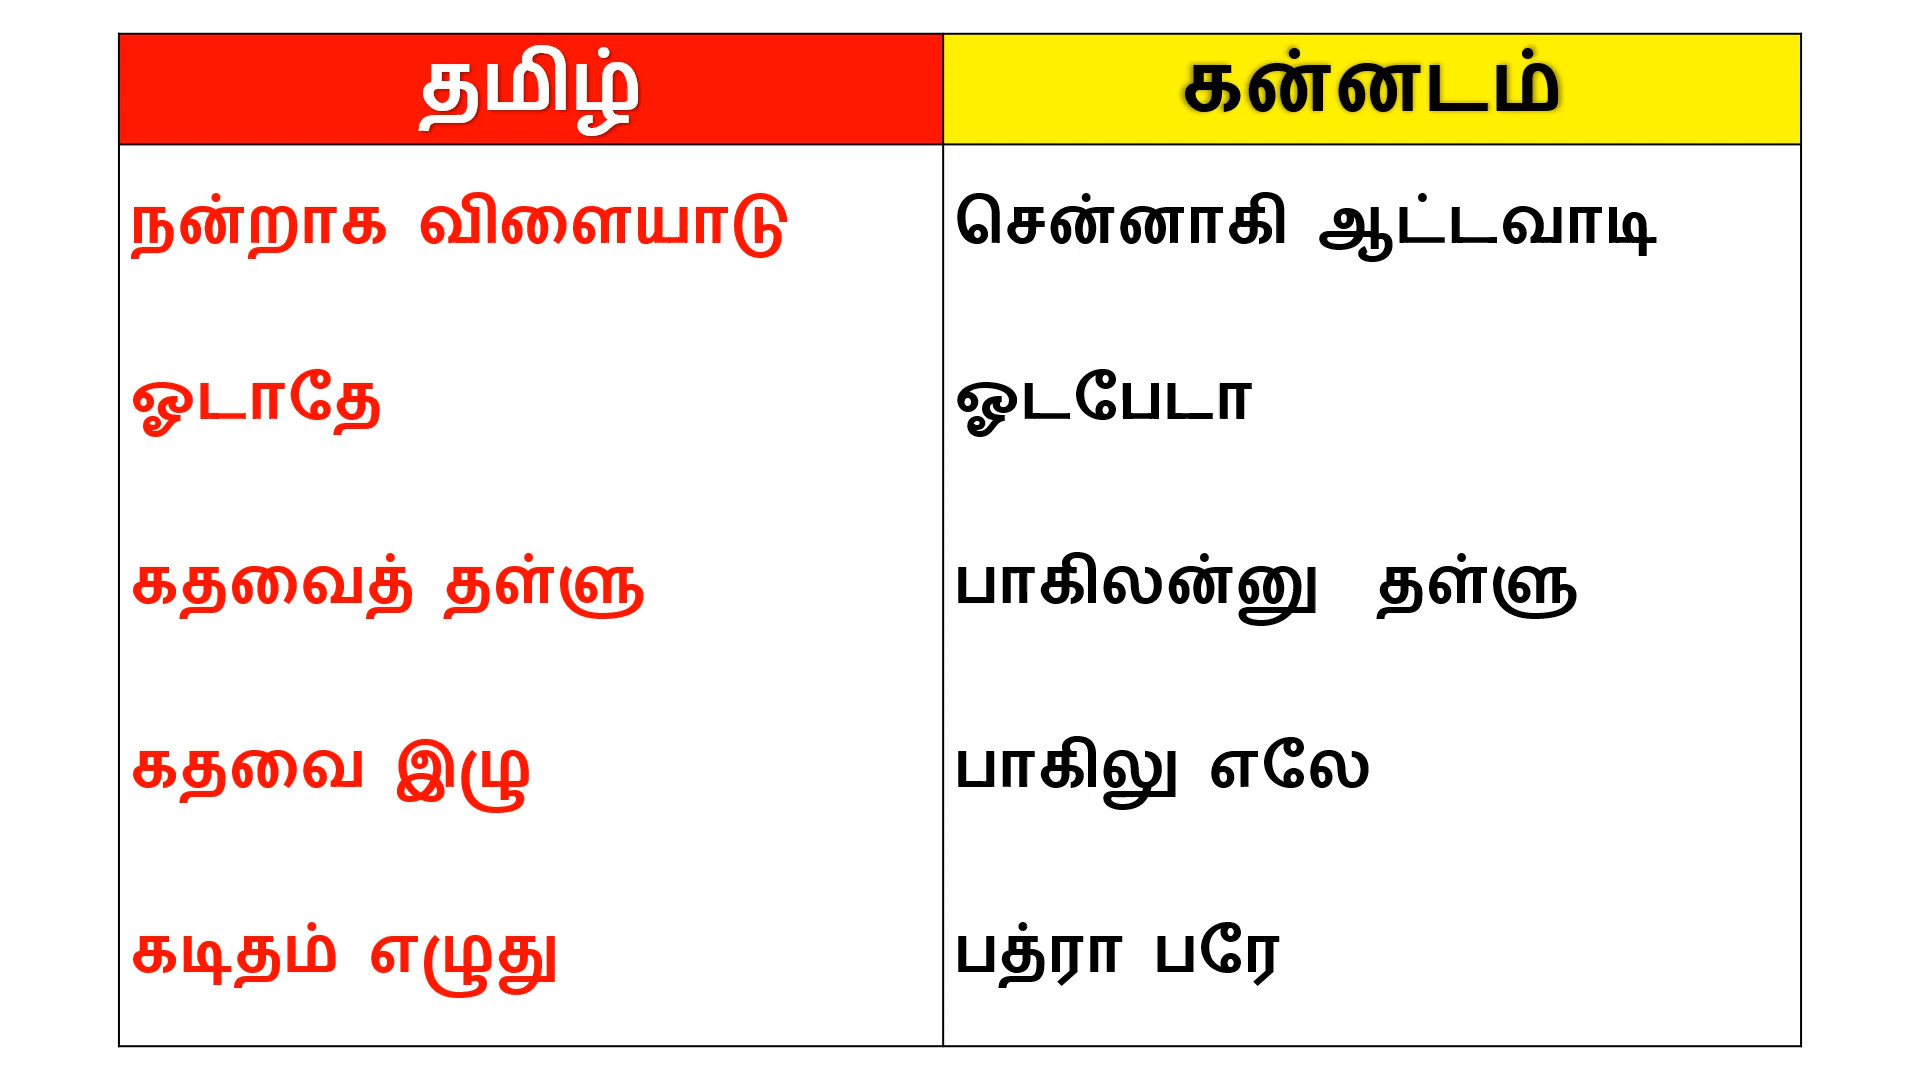 தமிழ் கன்னடம்
நன்றாக விளையாடு சென்னாகி ஆட்டவாடி
ஓடாதே ஓடபேடா
கதவைத் தள்ளு பாகிலன்னு தள்ளு
கதவை இழு பாகிலு எலே
கடிதம் எழுது பத்ரா பரே